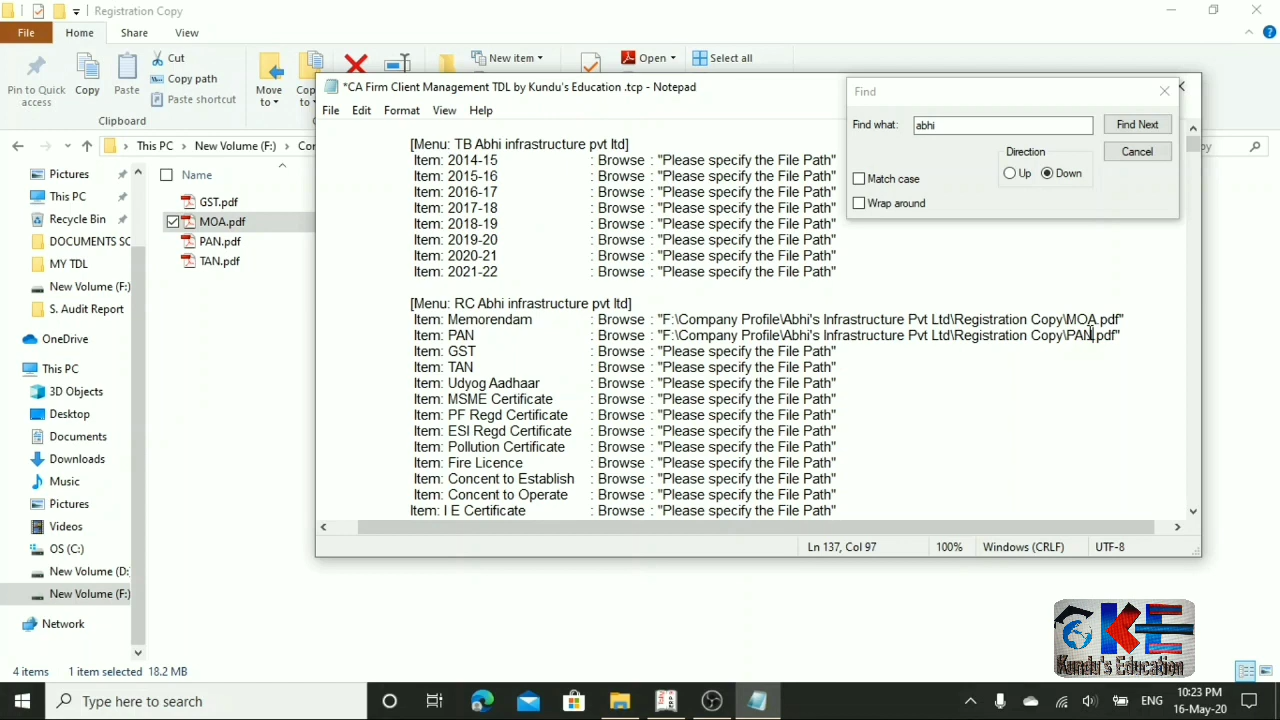 Registration Copy
File
Home
Share
View
Pin to Quick access
Copy
Paste
Cut
Copy path
Paste shortcut
Clipboard
Move to
New item
Open
Select all
This PC
New Volume (F:)
Pictures
This PC
Recycle Bin
MY TDL
New Volume (F:)
S. Audit Report
OneDrive
This PC
3D Objects
Desktop
Documents
Downloads
Music
Pictures
Videos
OS (C:)
New Volume (D:
New Volume (F:)
Network
Name
GST.pdf
MOA.pdf
PAN.pdf
TAN.pdf
4 items 1 item selected 18.2 MB
*CA Firm Client Management TDL by Kundu's Education .tcp - Notepad
File Edit Format View Help
[Menu: TB Abhi infrastructure pvt ltd]
Item: 2014-15 : Browse : "Please specify the File Path"
Item: 2015-16 : Browse : "Please specify the File Path"
Item: 2016-17 : Browse : "Please specify the File Path"
Item: 2017-18 : Browse : "Please specify the File Path"
Item: 2018-19 : Browse : "Please specify the File Path"
Item: 2019-20 : Browse : "Please specify the File Path"
Item: 2020-21 : Browse : "Please specify the File Path"
Item: 2021-22 : Browse : "Please specify the File Path"
[Menu: RC Abhi infrastructure pvt ltd]
Item: Memorendam : Browse : "F:\Company Profile\Abhi's Infrastructure Pvt Ltd\Registration Copy\MOA.pdf"
Item: PAN : Browse : "F:\Company Profile\Abhi's Infrastructure Pvt Ltd\Registration Copy\PAN.pdf"
Item: GST : Browse : "Please specify the File Path"
Item: TAN : Browse : "Please specify the File Path"
Item: Udyog Aadhaar : Browse : "Please specify the File Path"
Item: MSME Certificate : Browse : "Please specify the File Path"
Item: PF Regd Certificate : Browse : "Please specify the File Path"
Item: ESI Regd Certificate : Browse : "Please specify the File Path"
Item: Pollution Certificate : Browse : "Please specify the File Path"
Item: Fire Licence : Browse : "Please specify the File Path"
Item: Concent to Establish : Browse : "Please specify the File Path"
Item: Concent to Operate : Browse : "Please specify the File Path"
Item: I E Certificate : Browse : "Please specify the File Path"
Ln 137, Col 97 100% Windows (CRLF) UTF-8
Find
Find what: abhi
Find Next
Cancel
Direction
Up Down
Match case
Wrap around
KE
Kundu's Education
Type here to search
ENG
10:23 PM
16-May-20